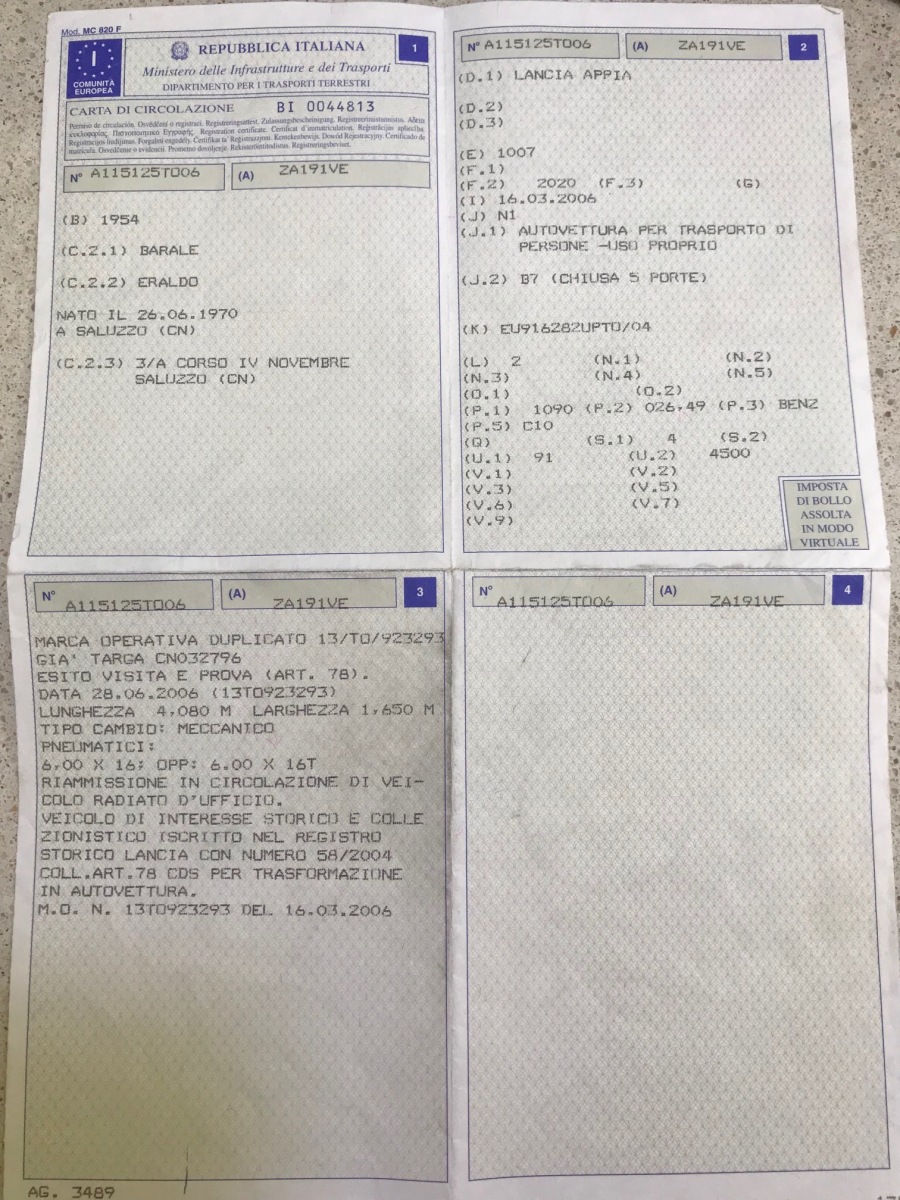 Mod. MC 820 F
I
COMUNITÀ
EUROPEA
REPUBBLICA ITALIANA
1
Ministero delle Infrastrutture e dei Trasporti
DIPARTIMENTO PER I TRASPORTI TERRESTRI
CARTA DI CIRCOLAZIONE BI 0044813
N° A115125TO06 (A) ZA191VE
(B) 1954
(C.2.1) BARALE
(C.2.2) ERALDO
NATO IL 26.06.1970
A SALUZZO (CN)
(C.2.3) 3/A CORSO IV NOVEMBRE
SALUZZO (CN)
N° A115125TO06 (A) ZA191VE 2
(D.1) LANCIA APPIA
(D.2)
(D.3)
(E) 1007
(F.1)
(F.2) 2020 (F.3) (G)
(I) 16.03.2006
(J) N1
(J.1) AUTOVETTURA PER TRASPORTO DI
PERSONE -USO PROPRIO
(J.2) B7 (CHIUSA 5 PORTE)
(K) EU916282UPTO/04
(L) 2 (N.1) (N.2)
(N.3) (N.4) (N.5)
(O.1) (O.2)
(P.1) 1090 (P.2) 026,49 (P.3) BENZ
(P.5) C10
(Q) (S.1) 4 (S.2)
(U.1) 91 (U.2) 4500
(V.1) (V.2)
(V.3) (V.5)
(V.6) (V.7)
(V.9)
IMPOSTA
DI BOLLO
ASSOLTA
IN MODO
VIRTUALE
N° A115125TO06 (A) ZA191VE 3
MARCA OPERATIVA DUPLICATO 13/TO/923293
GIA' TARGA CN032796
ESITO VISITA E PROVA (ART. 78).
DATA 28.06.2006 (13TO923293)
LUNGHEZZA 4,080 M LARGHEZZA 1,650 M
TIPO CAMBIO: MECCANICO
PNEUMATICI:
6,00 X 16; OPP: 6.00 X 16T
RIAMMISSIONE IN CIRCOLAZIONE DI VEI-
COLO RADIATO D'UFFICIO.
VEICOLO DI INTERESSE STORICO E COLLE
ZIONISTICO ISCRITTO NEL REGISTRO
STORICO LANCIA CON NUMERO 58/2004
COLL.ART.78 CDS PER TRASFORMAZIONE
IN AUTOVETTURA.
M.O. N. 13TO923293 DEL 16.03.2006
N° A115125TO06 (A) ZA191VE 4
AG. 3489